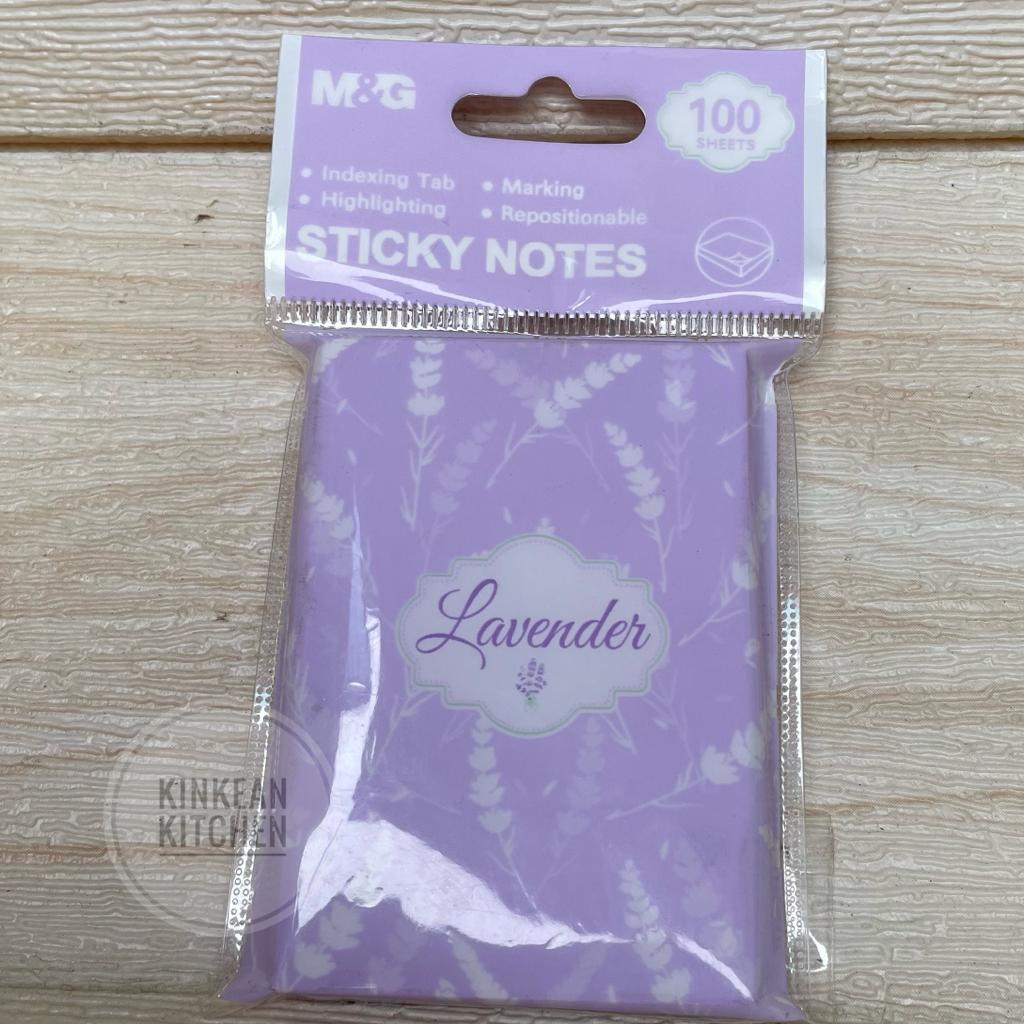 M&G
100
SHEETS
• Indexing Tab • Marking
• Highlighting • Repositionable
STICKY NOTES
Lavender
KINKEAN
KITCHEN